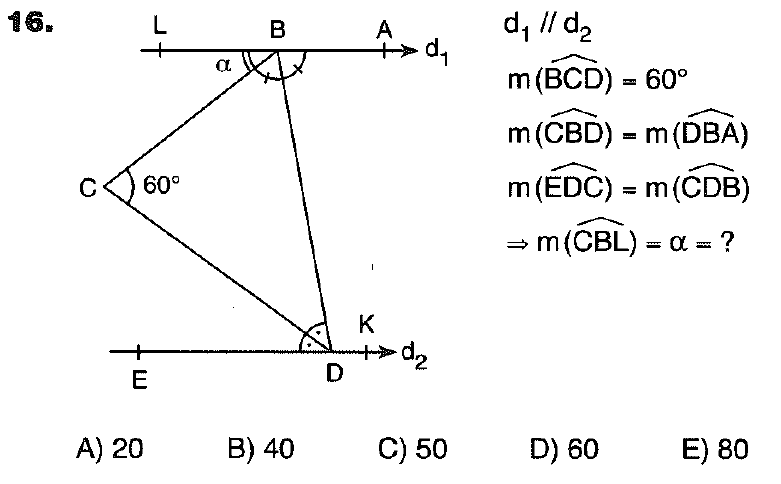 16.
L B A d₁
α
C 60°
K
E D d₂
d₁ // d₂
m(BCD) = 60°
m(CBD) = m(DBA)
m(EDC) = m(CDB)
⇒ m(CBL) = α = ?
A) 20 B) 40 C) 50 D) 60 E) 80